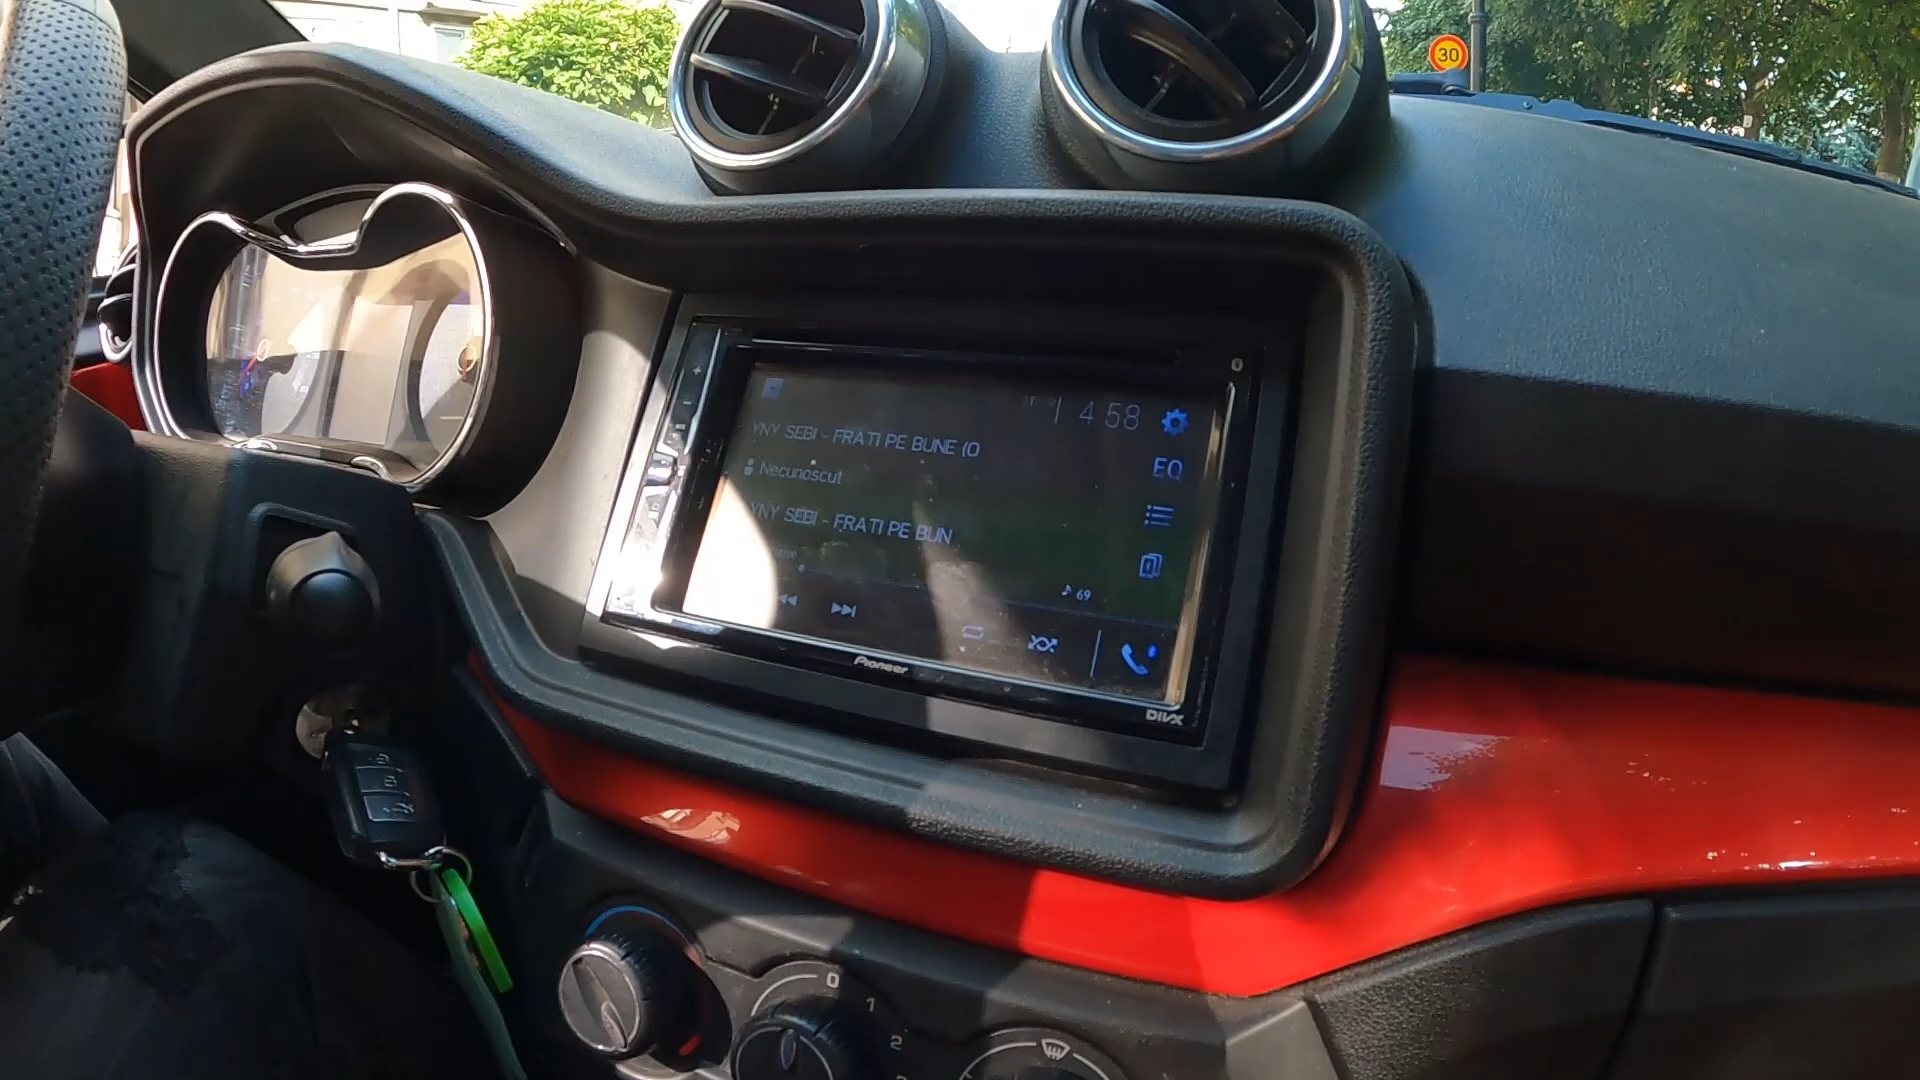 30
4 58
YNY SEBI - FRATI PE BUNE (O
EQ
Necunoscut
YNY SEBI - FRATI PE BUN
69
Pioneer
DIVX
0
1
2